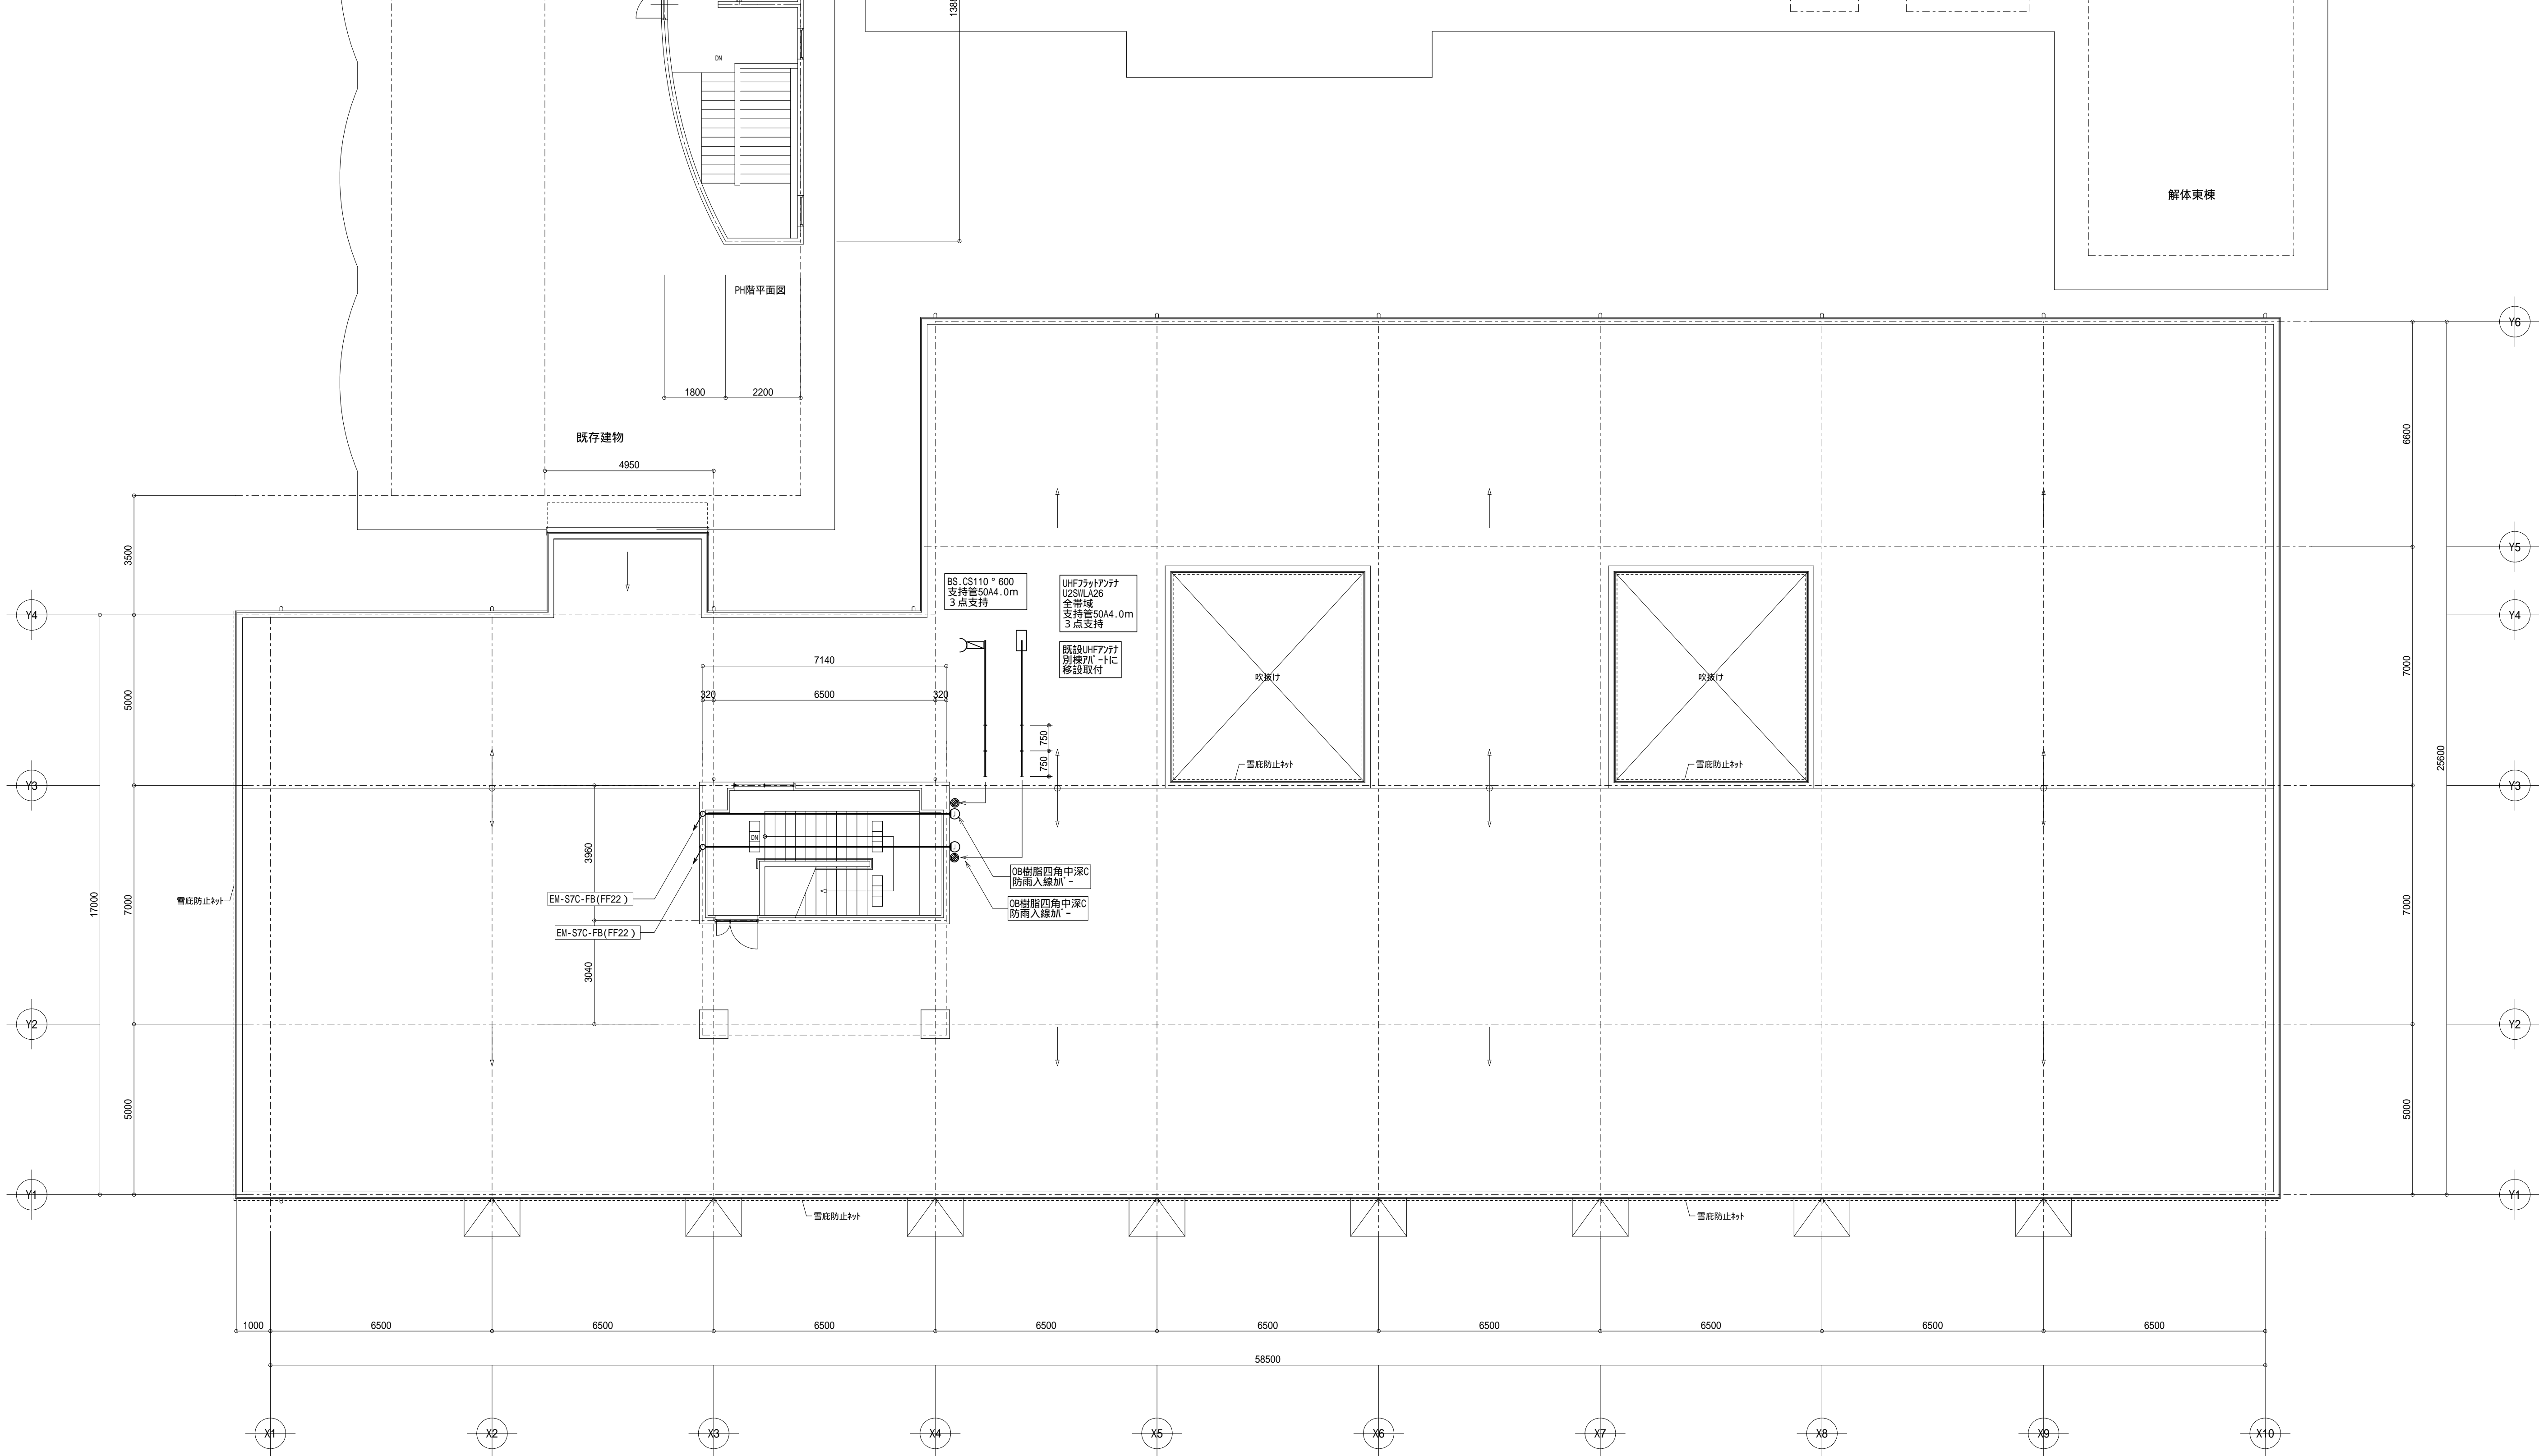 1388
DN
解体東棟
PH階平面図
1800
2200
既存建物
4950
Y6
6600
3500
Y5
BS.CS110°600
支持管50A4.0m
3点支持
UHFフラットアンテナ
U2SWLA26
全帯域
支持管50A4.0m
3点支持
既設UHFアンテナ
別棟アパートに
移設取付
Y4
Y4
7140
320
6500
320
5000
750
750
吹抜け
吹抜け
7000
雪庇防止ネット
雪庇防止ネット
25600
Y3
Y3
J
DN
J
3960
OB樹脂四角中深C
防雨入線カバー
OB樹脂四角中深C
防雨入線カバー
EM-S7C-FB(FF22)
EM-S7C-FB(FF22)
17000
7000
雪庇防止ネット
7000
3040
Y2
Y2
5000
5000
Y1
Y1
雪庇防止ネット
雪庇防止ネット
1000
6500
6500
6500
6500
6500
6500
6500
6500
6500
58500
X1
X2
X3
X4
X5
X6
X7
X8
X9
X10